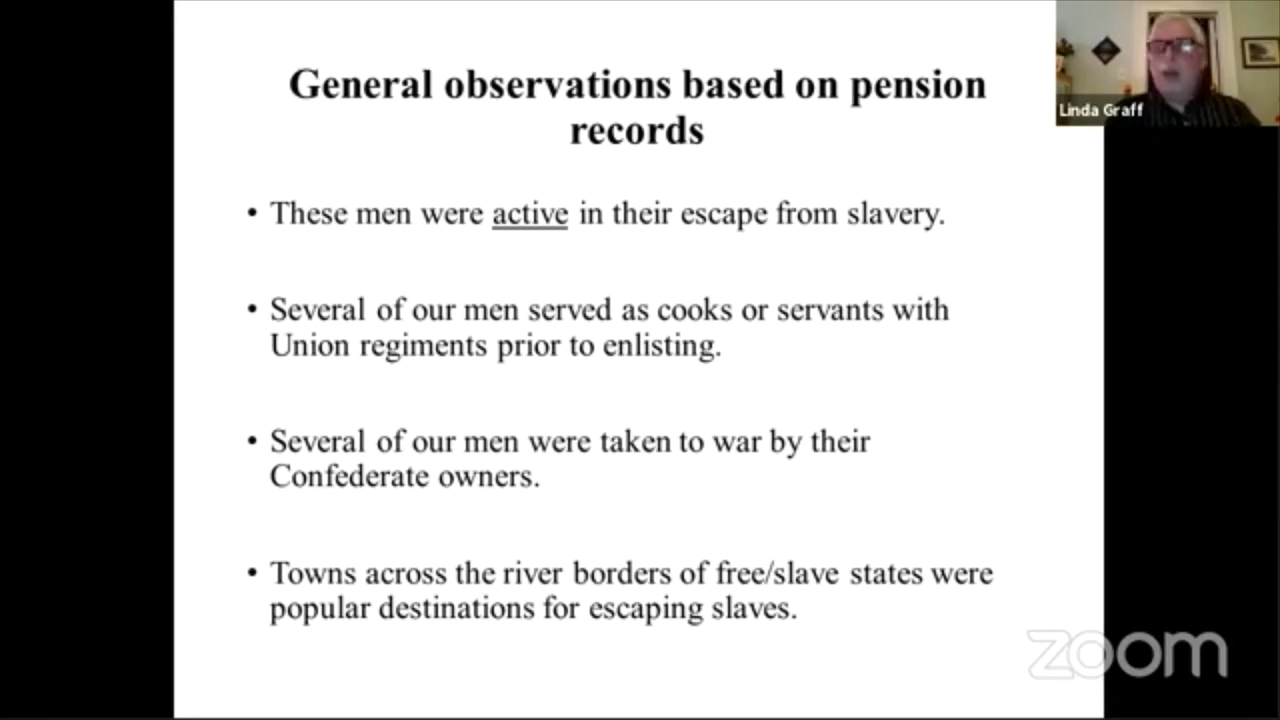 General observations based on pension
records
• These men were active in their escape from slavery.
• Several of our men served as cooks or servants with
Union regiments prior to enlisting.
• Several of our men were taken to war by their
Confederate owners.
• Towns across the river borders of free/slave states were
popular destinations for escaping slaves.
Linda Graff
zoom